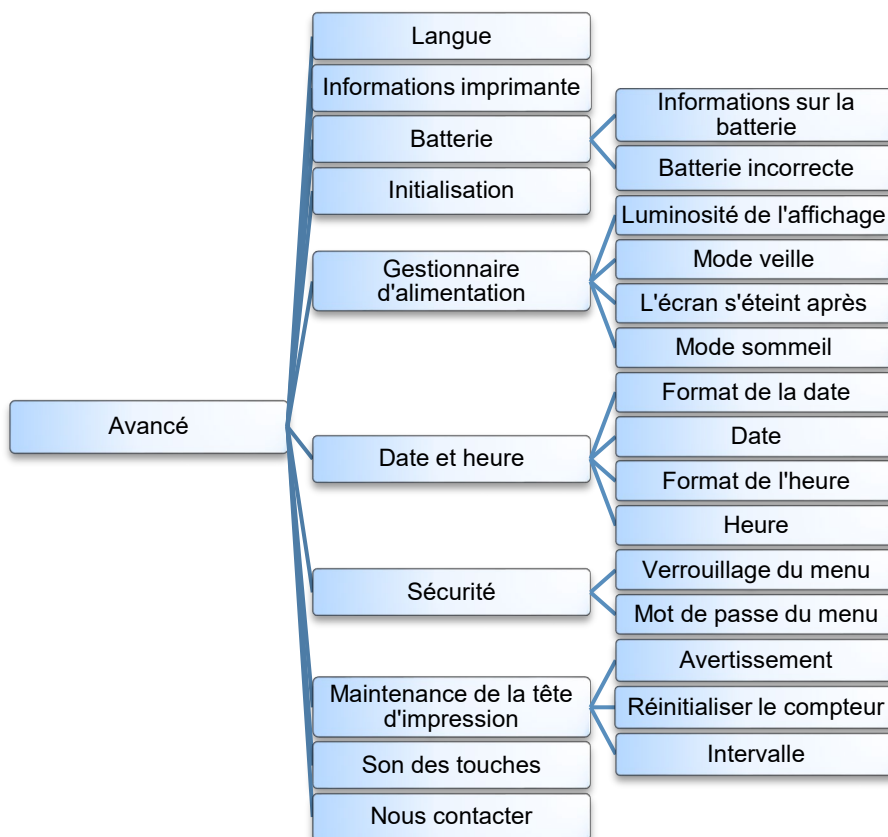 Avancé
Langue
Informations imprimante
Batterie
Informations sur la
batterie
Batterie incorrecte
Initialisation
Gestionnaire
d'alimentation
Luminosité de l'affichage
Mode veille
L'écran s'éteint après
Mode sommeil
Date et heure
Format de la date
Date
Format de l'heure
Heure
Sécurité
Verrouillage du menu
Mot de passe du menu
Maintenance de la tête
d'impression
Avertissement
Réinitialiser le compteur
Intervalle
Son des touches
Nous contacter